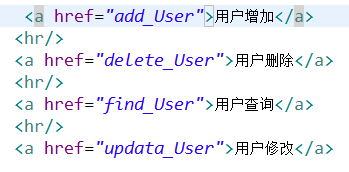 <a href="add_User">用户增加</a>
<hr/>
<a href="delete_User">用户删除</a>
<hr/>
<a href="find_User">用户查询</a>
<hr/>
<a href="updata_User">用户修改</a>